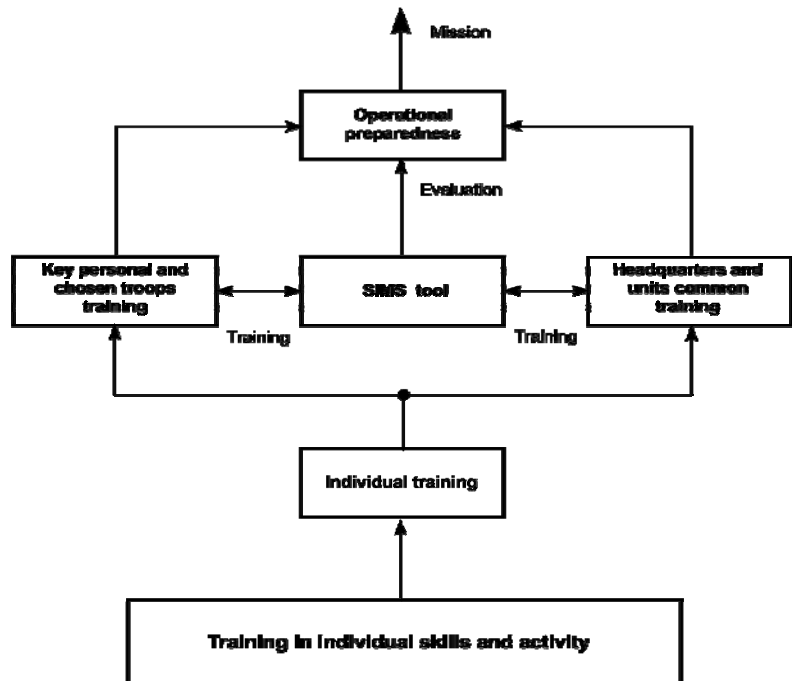 Mission
Operational
preparedness
Evaluation
Key personal and
chosen troops
training
SIMS tool
Headquarters and
units common
training
Training
Training
Individual training
Training in individual skills and activity